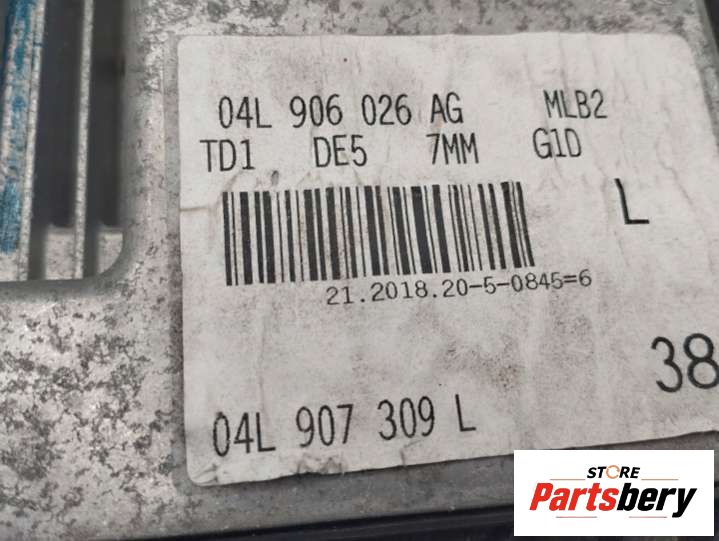 04L 906 026 AG MLB2
TD1 DE5 7MM G1D
L
21.2018.20-5-0845=6
38
04L 907 309 L
STORE
Partsbery